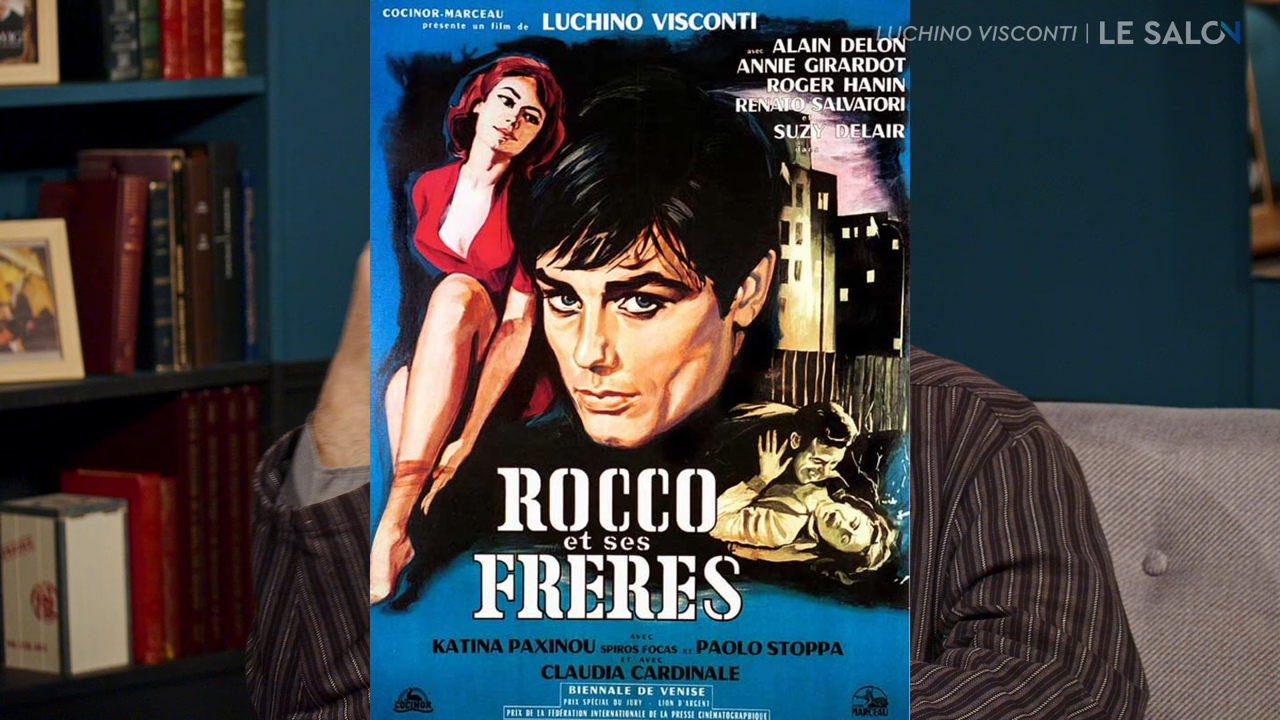 LUCHINO VISCONTI | LE SALON
COCINOR-MARCEAU
présente un film de LUCHINO VISCONTI
avec ALAIN DELON
ANNIE GIRARDOT
ROGER HANIN
RENATO SALVATORI
et
SUZY DELAIR
dans
ROCCO
et ses
FRERES
AVEC
KATINA PAXINOU SPIROS FOCAS ET PAOLO STOPPA
ET AVEC
CLAUDIA CARDINALE
BIENNALE DE VENISE
PRIX SPÉCIAL DU JURY - LION D'ARGENT
PRIX DE LA FÉDÉRATION INTERNATIONALE DE LA PRESSE CINÉMATOGRAPHIQUE
COCINOR
MARCEAU